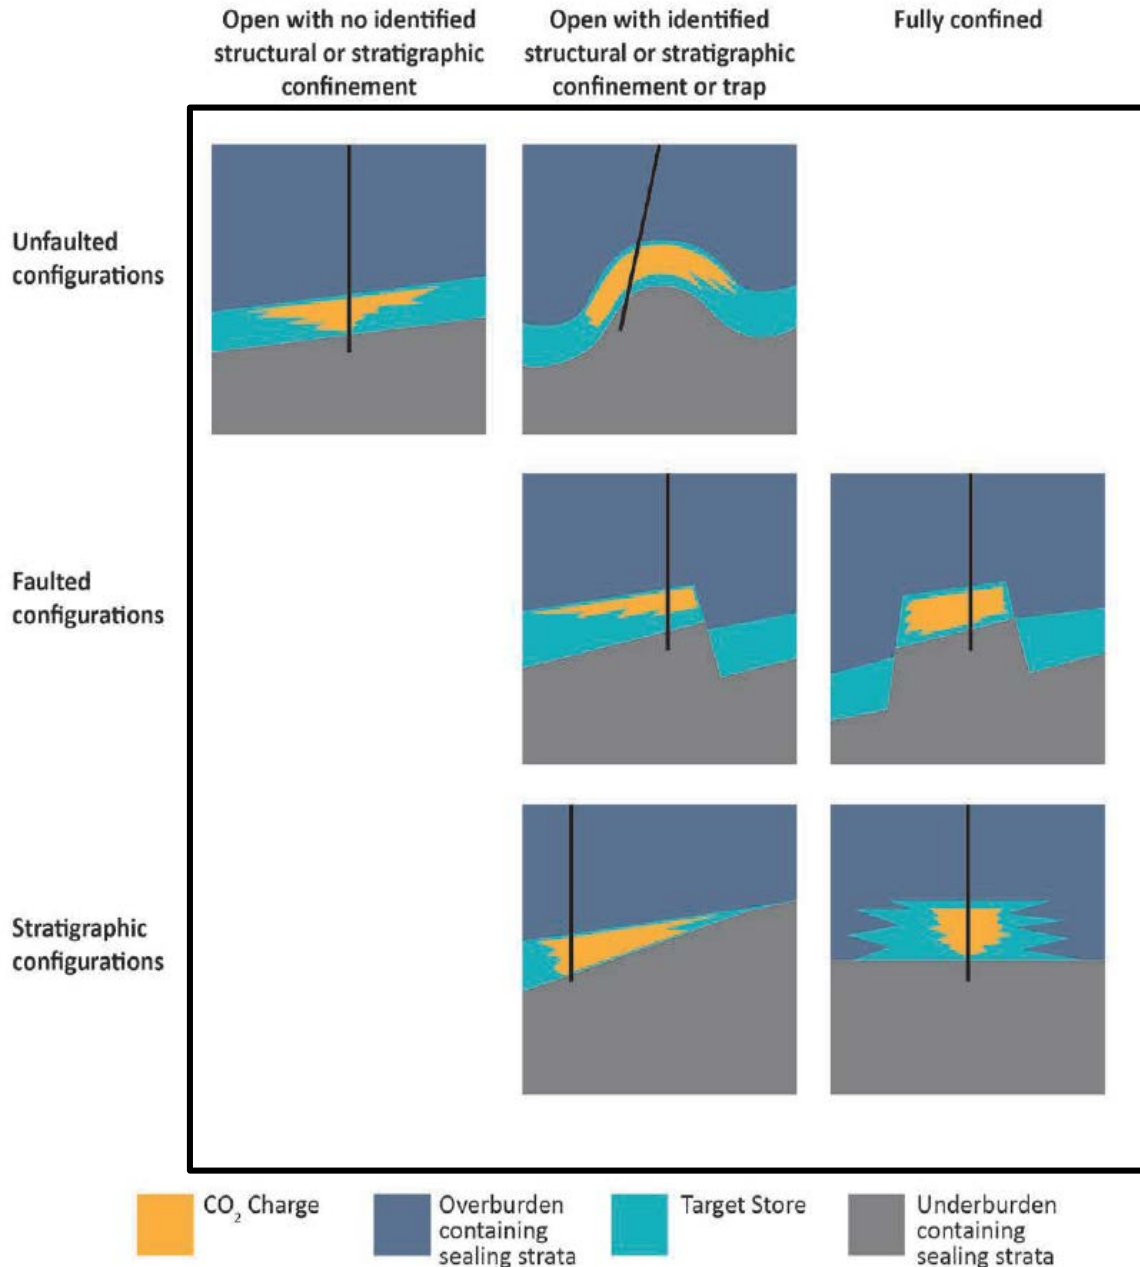 Open with no identified
structural or stratigraphic
confinement
Open with identified
structural or stratigraphic
confinement or trap
Fully confined
Unfaulted
configurations
Faulted
configurations
Stratigraphic
configurations
CO₂ Charge
Overburden
containing
sealing strata
Target Store
Underburden
containing
sealing strata